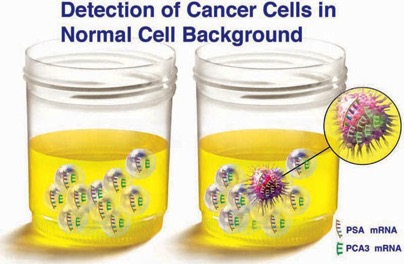 Detection of Cancer Cells in
Normal Cell Background
PSA mRNA
PCA3 mRNA